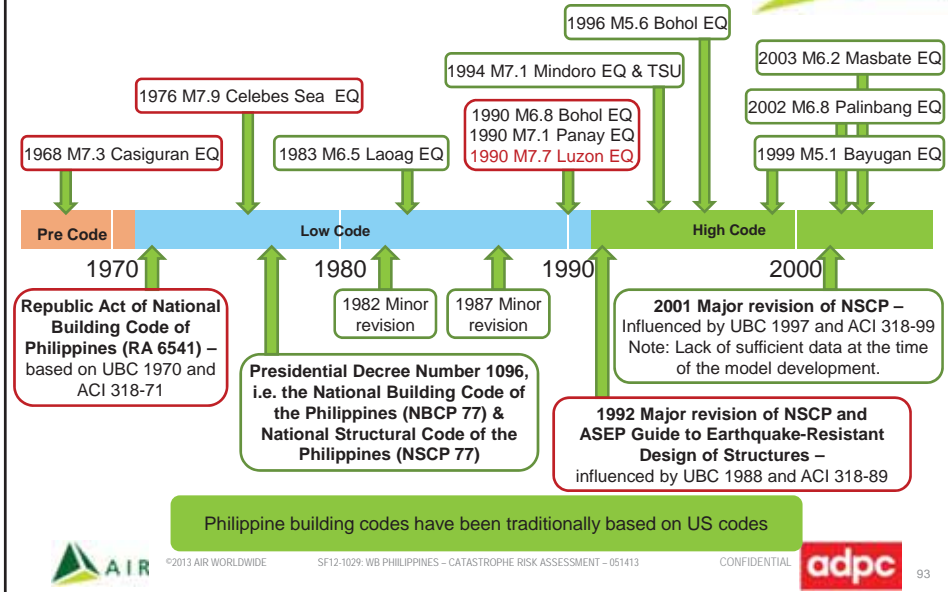 1996 M5.6 Bohol EQ
2003 M6.2 Masbate EQ
1994 M7.1 Mindoro EQ & TSU
1976 M7.9 Celebes Sea EQ
1990 M6.8 Bohol EQ
1990 M7.1 Panay EQ
1990 M7.7 Luzon EQ
2002 M6.8 Palinbang EQ
1968 M7.3 Casiguran EQ
1983 M6.5 Laoag EQ
1999 M5.1 Bayugan EQ
Pre Code
Low Code
High Code
1970
1980
1990
2000
Republic Act of National
Building Code of
Philippines (RA 6541) –
based on UBC 1970 and
ACI 318-71
1982 Minor
revision
1987 Minor
revision
2001 Major revision of NSCP –
Influenced by UBC 1997 and ACI 318-99
Note: Lack of sufficient data at the time
of the model development.
Presidential Decree Number 1096,
i.e. the National Building Code of
the Philippines (NBCP 77) &
National Structural Code of the
Philippines (NSCP 77)
1992 Major revision of NSCP and
ASEP Guide to Earthquake-Resistant
Design of Structures –
influenced by UBC 1988 and ACI 318-89
Philippine building codes have been traditionally based on US codes
AIR
©2013 AIR WORLDWIDE
SF12-1029: WB PHIILIPPINES – CATASTROPHE RISK ASSESSMENT – 051413
CONFIDENTIAL
adpc
93